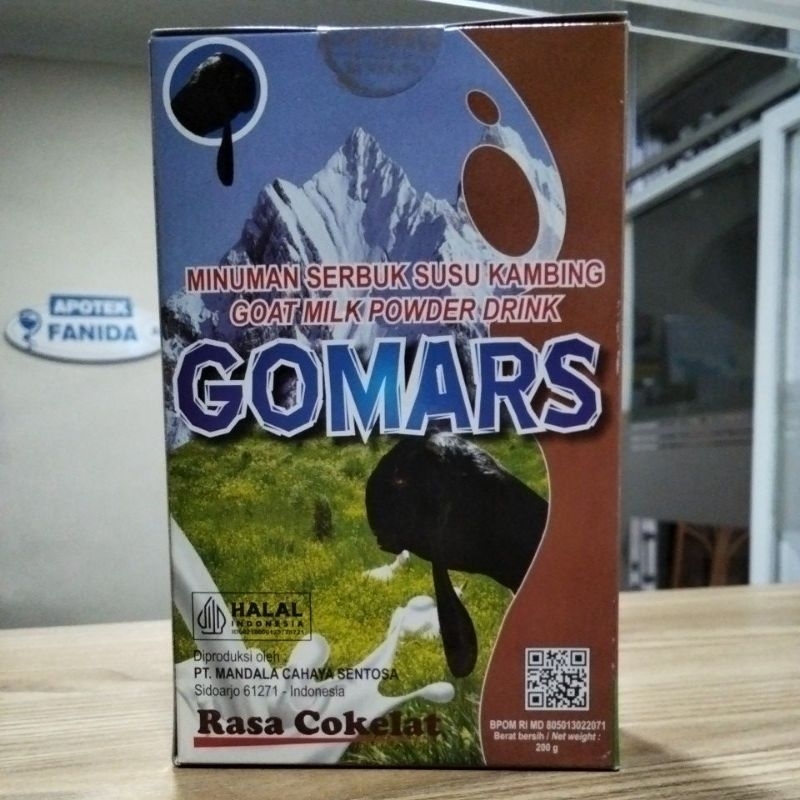 APOTEK
FANIDA
MINUMAN SERBUK SUSU KAMBING
GOAT MILK POWDER DRINK
GOMARS
HALAL
INDONESIA
Diproduksi oleh :
PT. MANDALA CAHAYA SENTOSA
Sidoarjo 61271 - Indonesia
Rasa Cokelat
BPOM RI MD 805013022071
Berat bersih / Net weight :
200 g